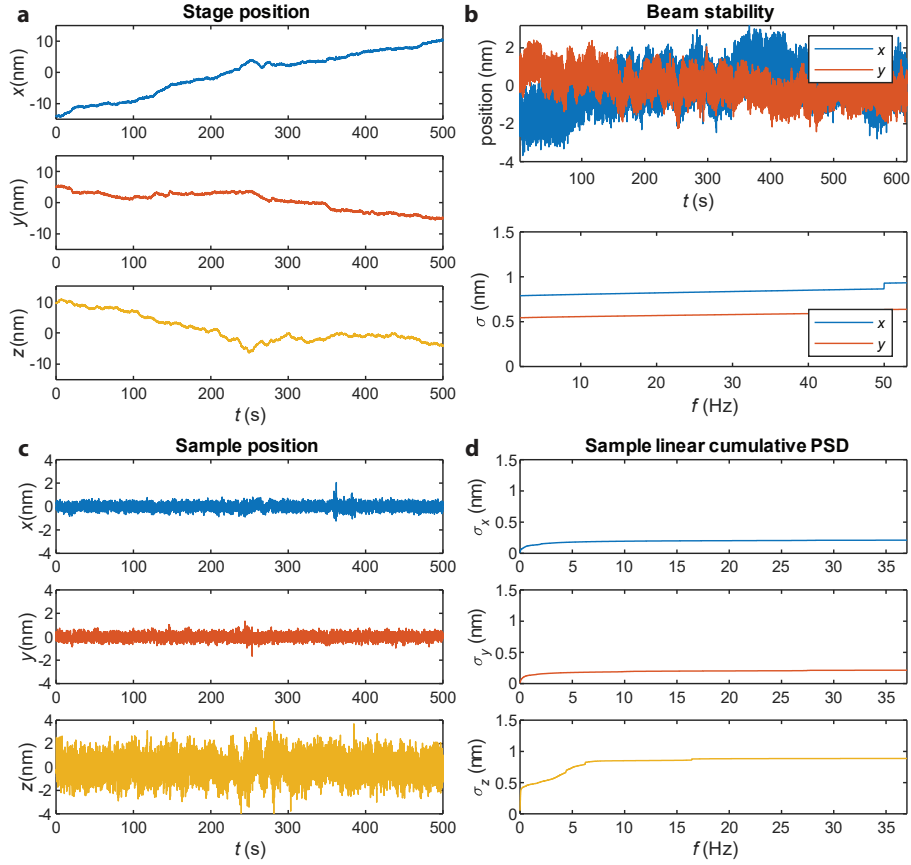 a
Stage position
x(nm)
10
0
-10
0 100 200 300 400 500
y(nm)
10
0
-10
0 100 200 300 400 500
z(nm)
10
0
-10
0 100 200 300 400 500
t (s)
b
Beam stability
position (nm)
2
0
-2
-4
x
y
100 200 300 400 500 600
t (s)
σ (nm)
1.5
1
0.5
0
x
y
10 20 30 40 50
f (Hz)
c
Sample position
x(nm)
4
2
0
-2
-4
0 100 200 300 400 500
y(nm)
4
2
0
-2
-4
0 100 200 300 400 500
z(nm)
4
2
0
-2
-4
0 100 200 300 400 500
t (s)
d
Sample linear cumulative PSD
σx (nm)
1.5
1
0.5
0
0 5 10 15 20 25 30 35
σy (nm)
1.5
1
0.5
0
0 5 10 15 20 25 30 35
σz (nm)
1.5
1
0.5
0
0 5 10 15 20 25 30 35
f (Hz)